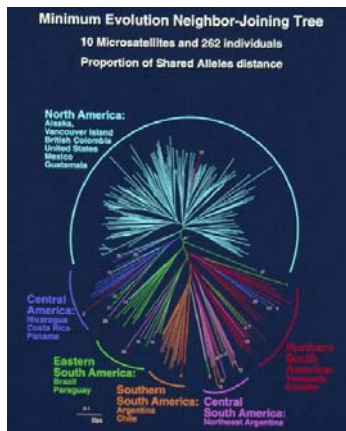 Minimum Evolution Neighbor-Joining Tree
10 Microsatellites and 262 individuals
Proportion of Shared Alleles distance
North America:
Alaska,
Vancouver Island
British Colombia
United States
Mexico
Guatemala
Central
America:
Nicaragua
Costa Rica
Panama
Eastern
South America:
Brazil
Paraguay
Southern
South America:
Argentina
Chile
Central
South America:
Northeast Argentina
Northern
South
America:
Venezuela
0.1